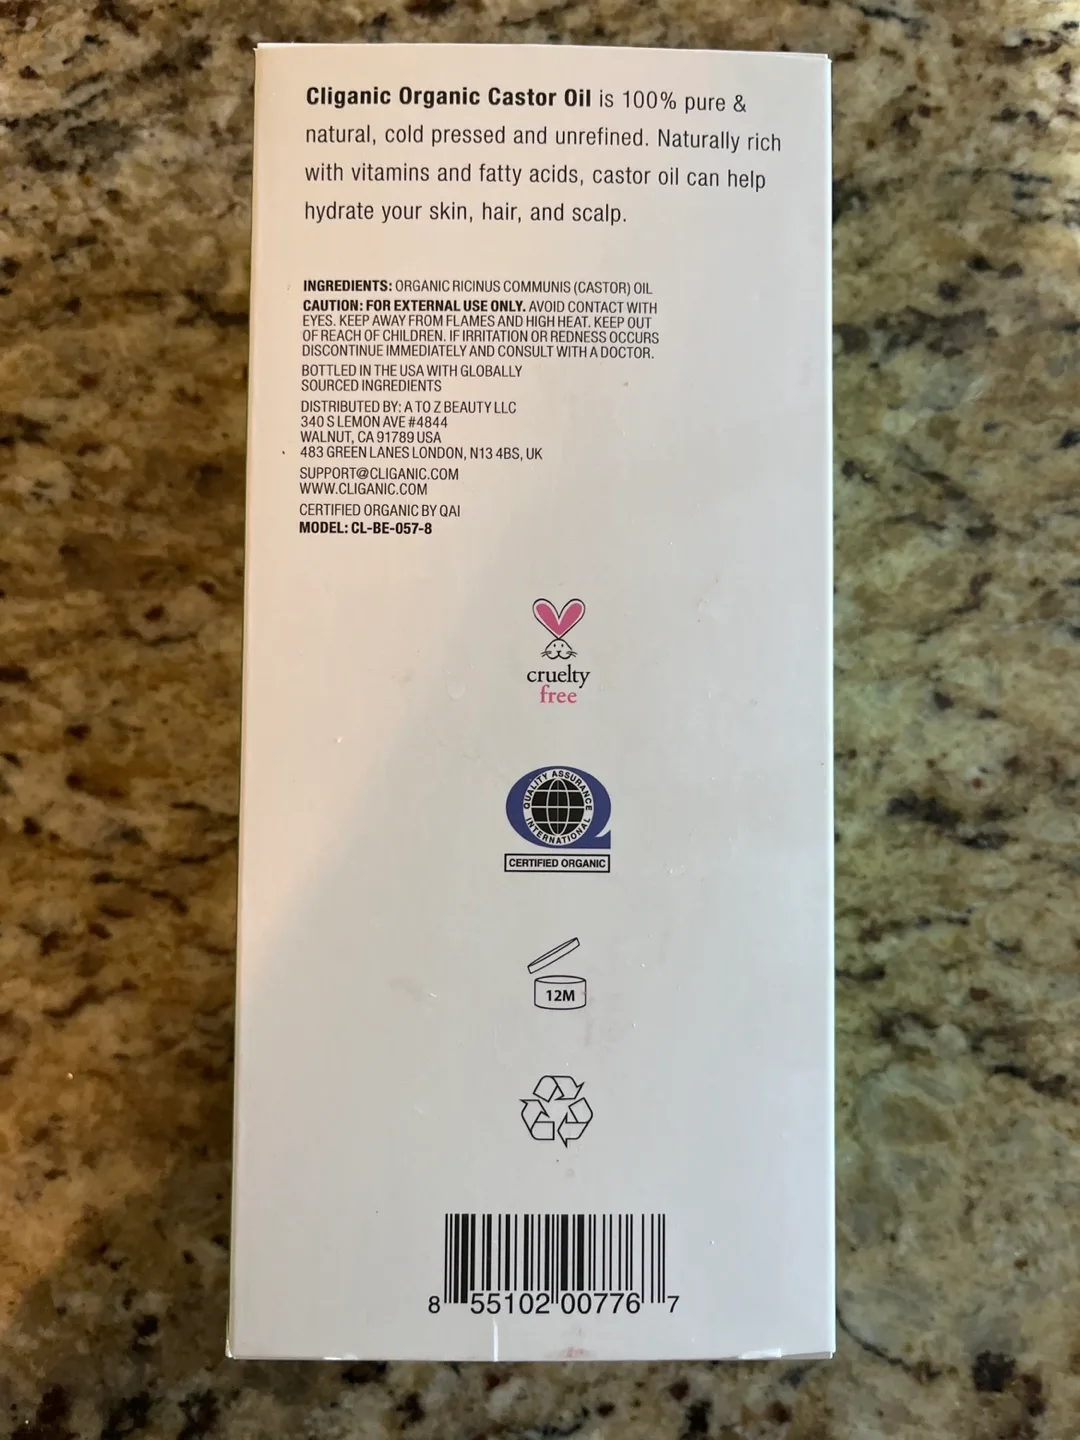 Cliganic Organic Castor Oil is 100% pure &
natural, cold pressed and unrefined. Naturally rich
with vitamins and fatty acids, castor oil can help
hydrate your skin, hair, and scalp.
INGREDIENTS: ORGANIC RICINUS COMMUNIS (CASTOR) OIL
CAUTION: FOR EXTERNAL USE ONLY. AVOID CONTACT WITH
EYES. KEEP AWAY FROM FLAMES AND HIGH HEAT. KEEP OUT
OF REACH OF CHILDREN. IF IRRITATION OR REDNESS OCCURS
DISCONTINUE IMMEDIATELY AND CONSULT WITH A DOCTOR.
BOTTLED IN THE USA WITH GLOBALLY
SOURCED INGREDIENTS
DISTRIBUTED BY: A TO Z BEAUTY LLC
340 S LEMON AVE #4844
WALNUT, CA 91789 USA
483 GREEN LANES LONDON, N13 4BS, UK
SUPPORT@CLIGANIC.COM
WWW.CLIGANIC.COM
CERTIFIED ORGANIC BY QAI
MODEL: CL-BE-057-8
cruelty
free
QUALITY ASSURANCE
INTERNATIONAL
CERTIFIED ORGANIC
12M
8 55102 00776 7